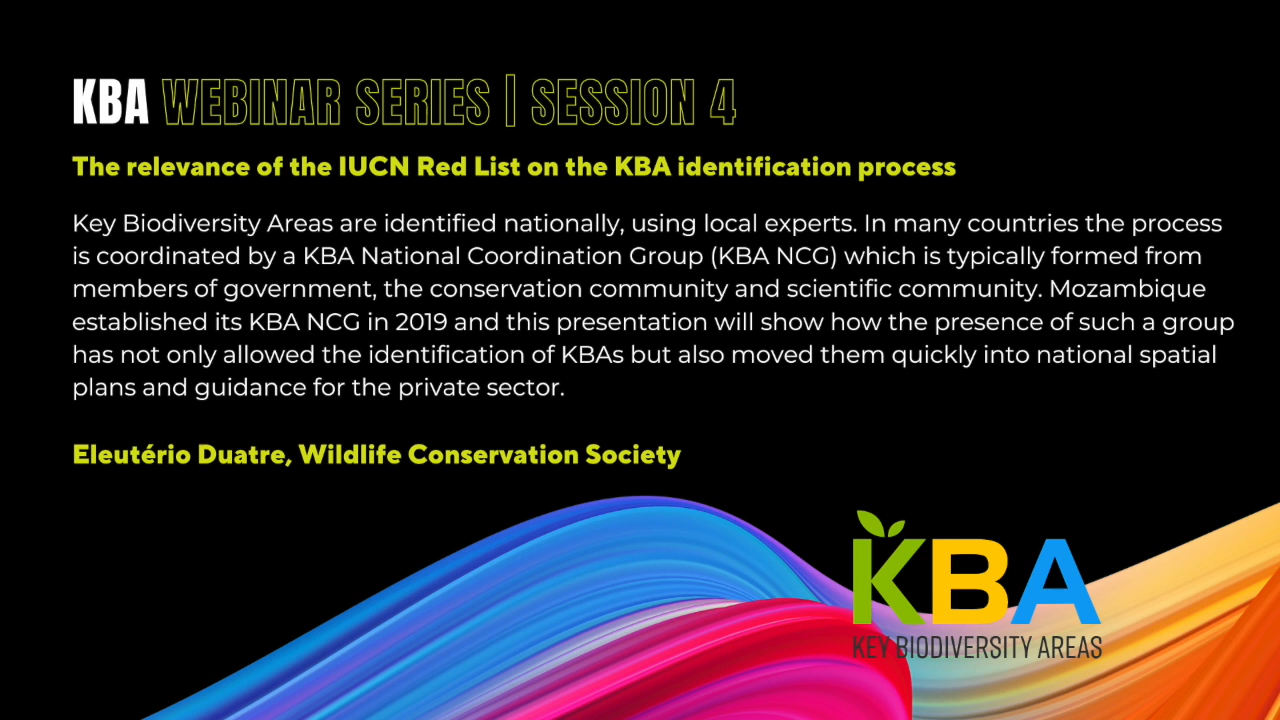 KBA WEBINAR SERIES | SESSION 4
The relevance of the IUCN Red List on the KBA identification process
Key Biodiversity Areas are identified nationally, using local experts. In many countries the process
is coordinated by a KBA National Coordination Group (KBA NCG) which is typically formed from
members of government, the conservation community and scientific community. Mozambique
established its KBA NCG in 2019 and this presentation will show how the presence of such a group
has not only allowed the identification of KBAs but also moved them quickly into national spatial
plans and guidance for the private sector.
Eleutério Duatre, Wildlife Conservation Society
KBA
KEY BIODIVERSITY AREAS